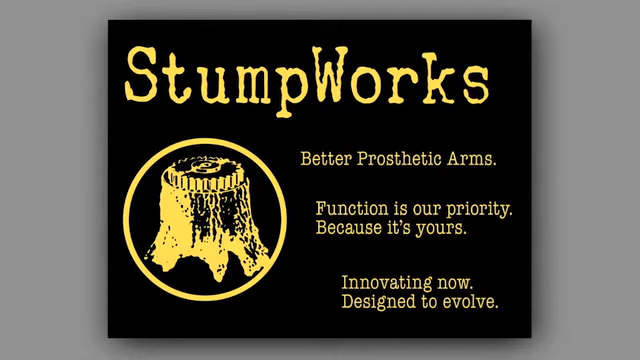 StumpWorks
Better Prosthetic Arms.
Function is our priority.
Because it's yours.
Innovating now.
Designed to evolve.